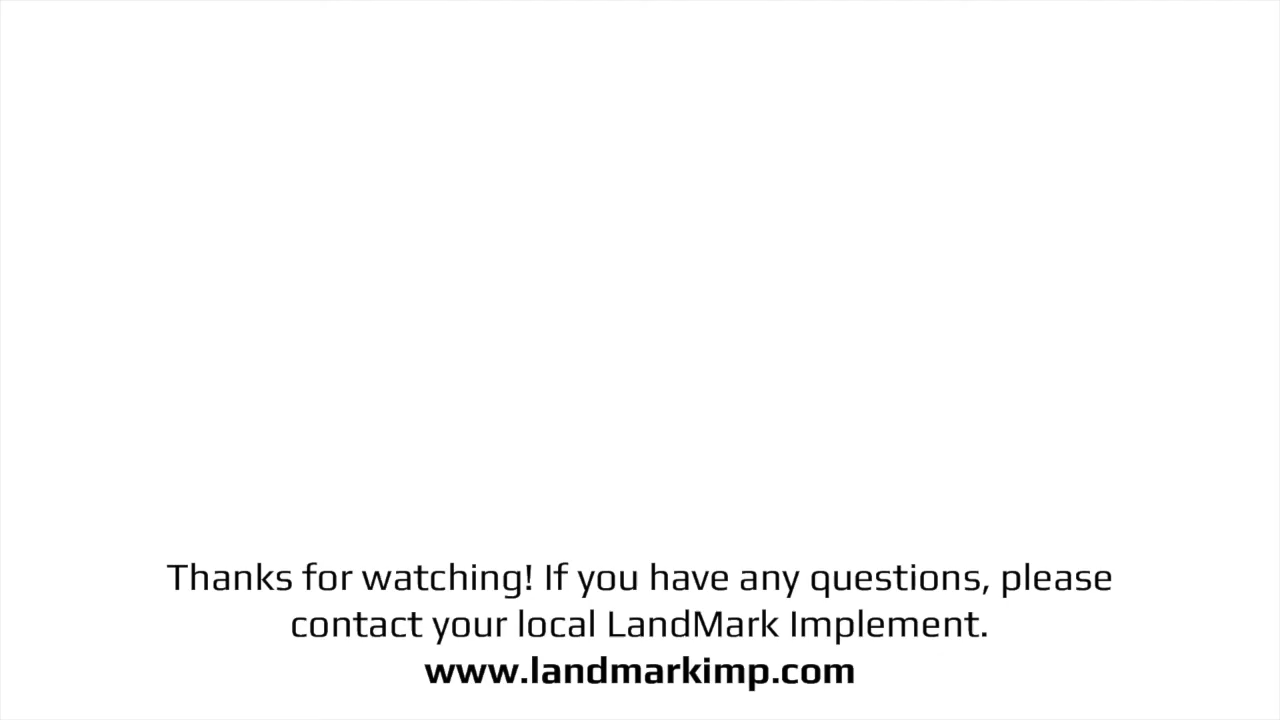 Thanks for watching! If you have any questions, please
contact your local LandMark Implement.
www.landmarkimp.com